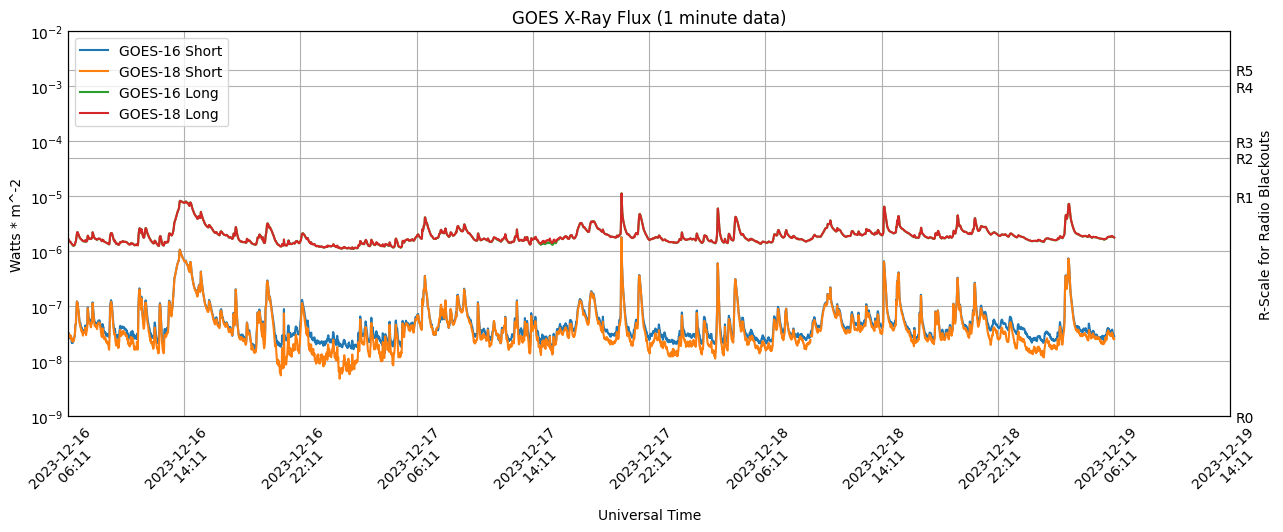 GOES X-Ray Flux (1 minute data)
GOES-16 Short
GOES-18 Short
GOES-16 Long
GOES-18 Long
Watts * m^-2
10−2
10−3
10−4
10−5
10−6
10−7
10−8
10−9
R5
R4
R3
R2
R1
R0
R-Scale for Radio Blackouts
2023-12-16
06:11
2023-12-16
14:11
2023-12-16
22:11
2023-12-17
06:11
2023-12-17
14:11
2023-12-17
22:11
2023-12-18
06:11
2023-12-18
14:11
2023-12-18
22:11
2023-12-19
06:11
2023-12-19
14:11
Universal Time